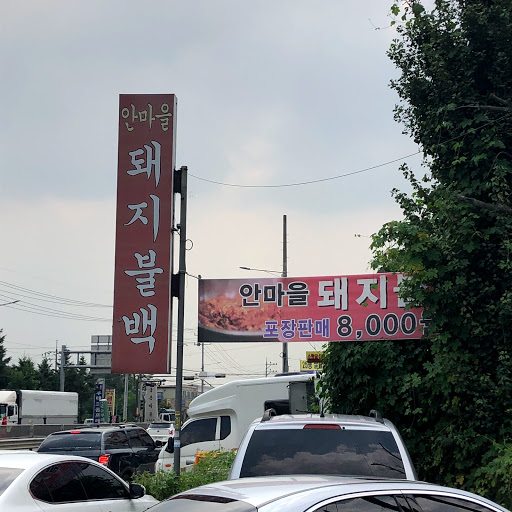 안마을
돼지불백
안마을 돼지
포장판매 8,000